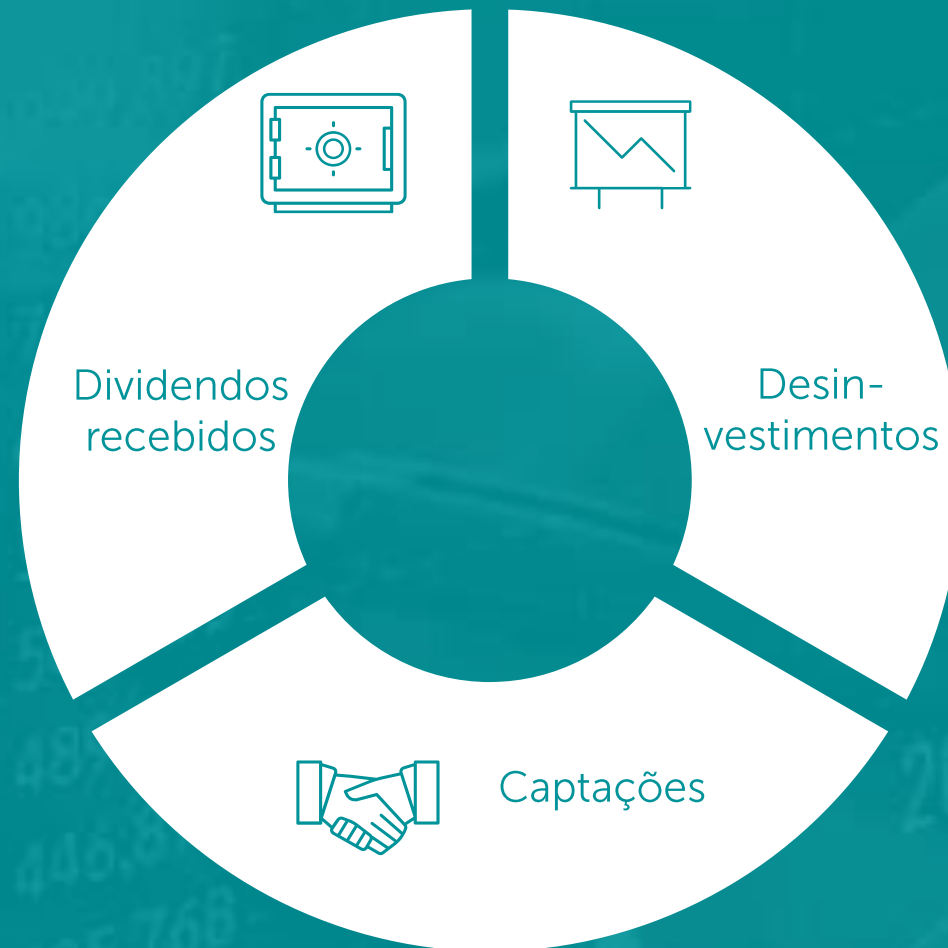 Dividendos
recebidos
Desin-
vestimentos
Captações